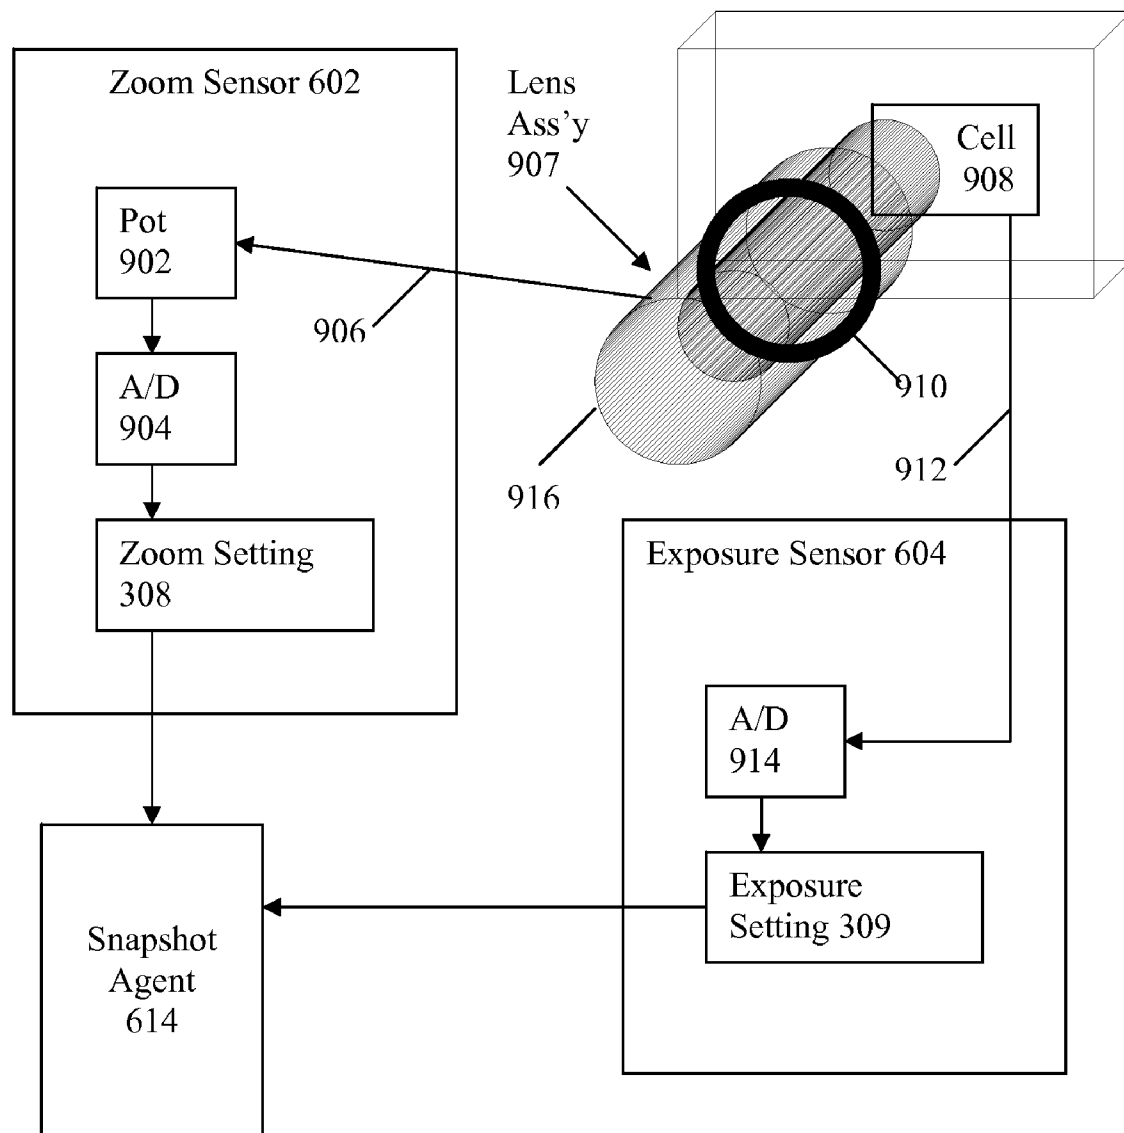 Zoom Sensor 602
Lens
Ass'y
907
Cell
908
Pot
902
906
A/D
904
910
916
912
Zoom Setting
308
Exposure Sensor 604
A/D
914
Exposure
Setting 309
Snapshot
Agent
614